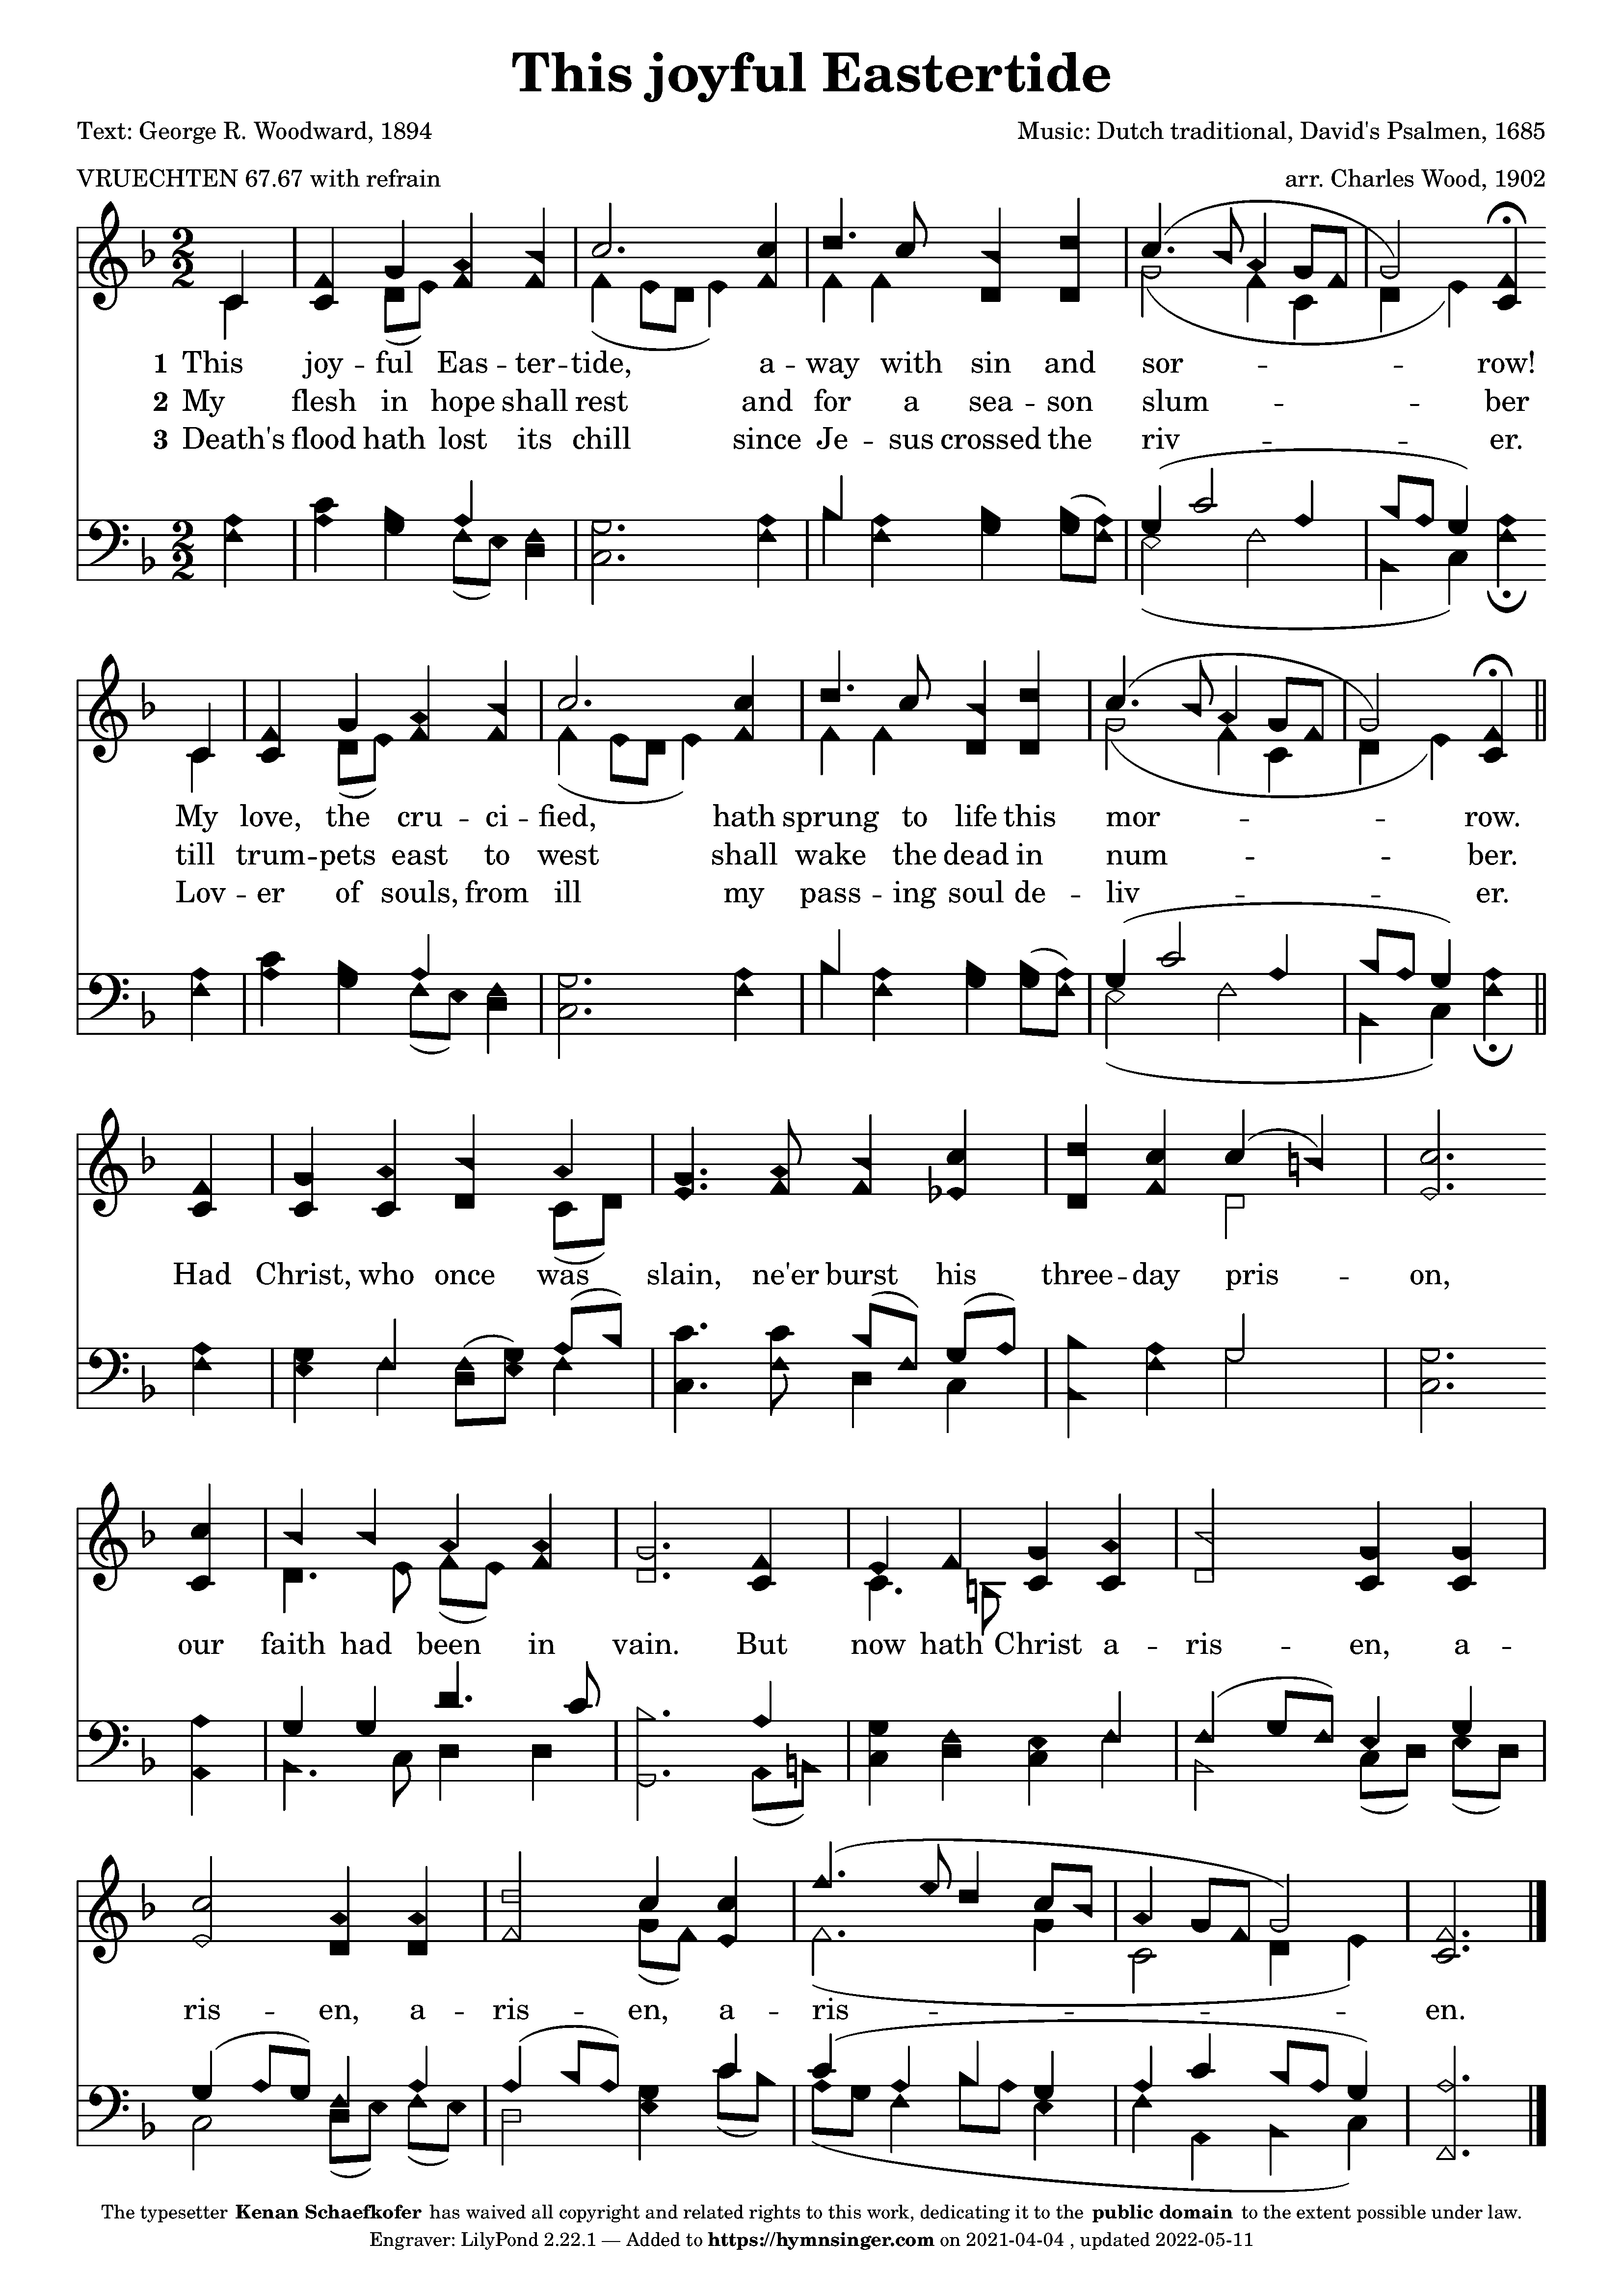 This joyful Eastertide
Text: George R. Woodward, 1894
Music: Dutch traditional, David's Psalmen, 1685
VRUECHTEN 67.67 with refrain
arr. Charles Wood, 1902
1 This joy -- ful Eas -- ter -- tide, a -- way with sin and sor -- row!
2 My flesh in hope shall rest and for a sea -- son slum -- ber
3 Death's flood hath lost its chill since Je -- sus crossed the riv -- er.
My love, the cru -- ci -- fied, hath sprung to life this mor -- row.
till trum -- pets east to west shall wake the dead in num -- ber.
Lov -- er of souls, from ill my pass -- ing soul de -- liv -- er.
Had Christ, who once was slain, ne'er burst his three -- day pris -- on,
our faith had been in vain. But now hath Christ a -- ris -- en, a --
ris -- en, a -- ris -- en, a -- ris -- en.
The typesetter Kenan Schaefkofer has waived all copyright and related rights to this work, dedicating it to the public domain to the extent possible under law.
Engraver: LilyPond 2.22.1 — Added to https://hymnsinger.com on 2021-04-04 , updated 2022-05-11